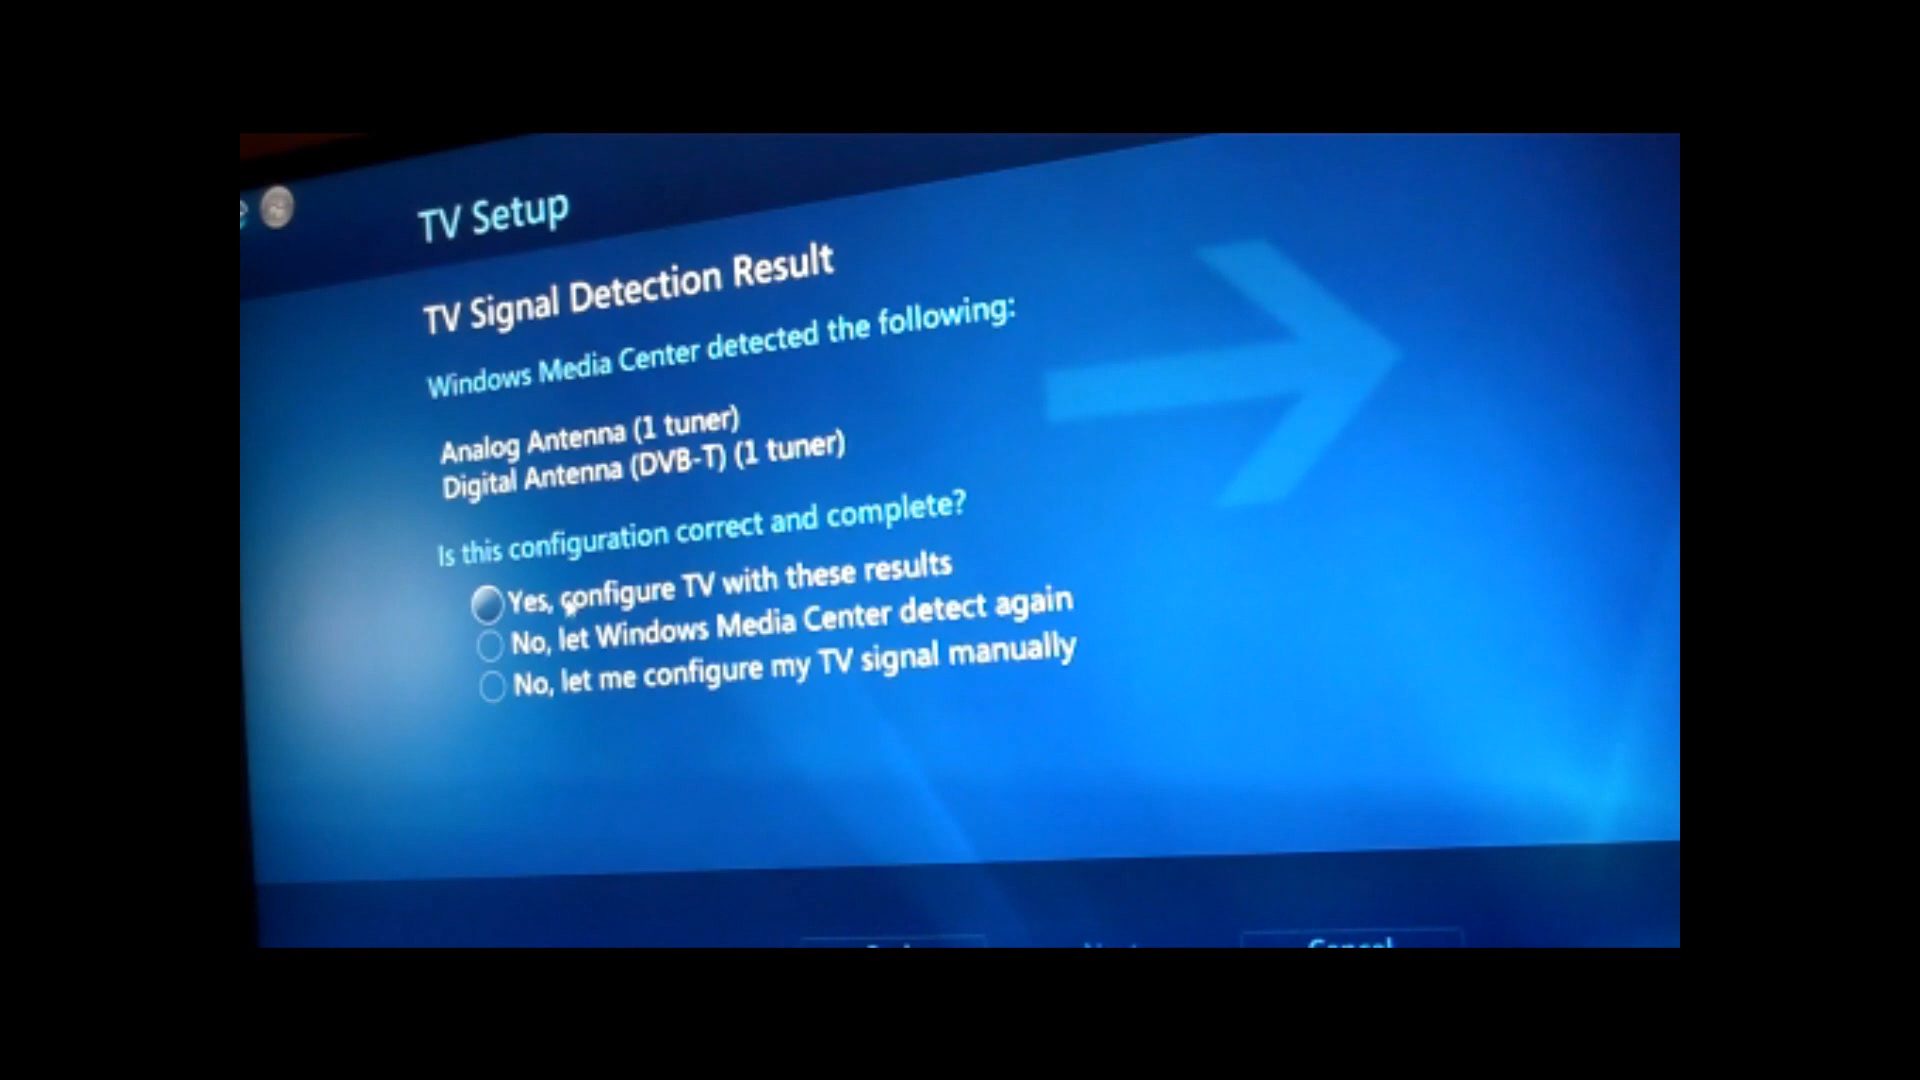 TV Setup
TV Signal Detection Result
Windows Media Center detected the following:
Analog Antenna (1 tuner)
Digital Antenna (DVB-T) (1 tuner)
Is this configuration correct and complete?
Yes, configure TV with these results
No, let Windows Media Center detect again
No, let me configure my TV signal manually
Cancel